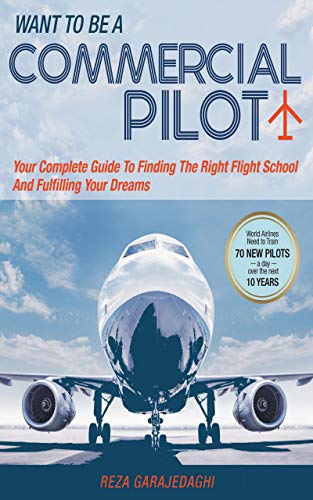 WANT TO BE A
COMMERCIAL
PILOT
Your Complete Guide To Finding The Right Flight School
And Fulfilling Your Dreams
World Airlines
Need to Train
70 NEW PILOTS
— a day —
over the next
10 YEARS
REZA GARAJEDAGHI